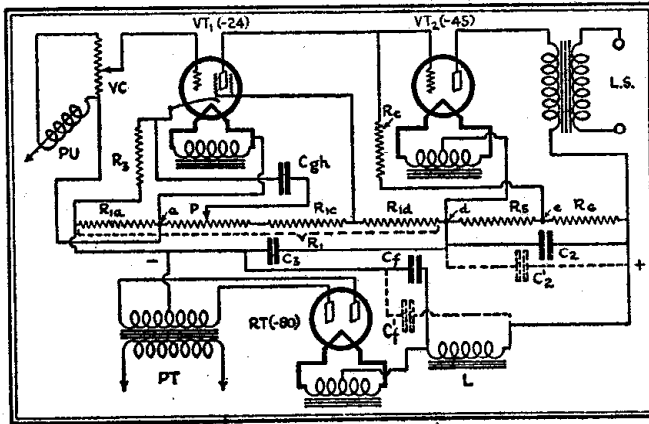 VT₁ (-24)
VT₂ (-45)
VC
L.S.
PU
R₃
Cgh
Rc
R₁ₐ
a
P
R₁c
R₁d
d
R₅
e
R₆
R₁
C₃
Cf
C₂
C'₂
-
+
C'f
RT(-80)
PT
L